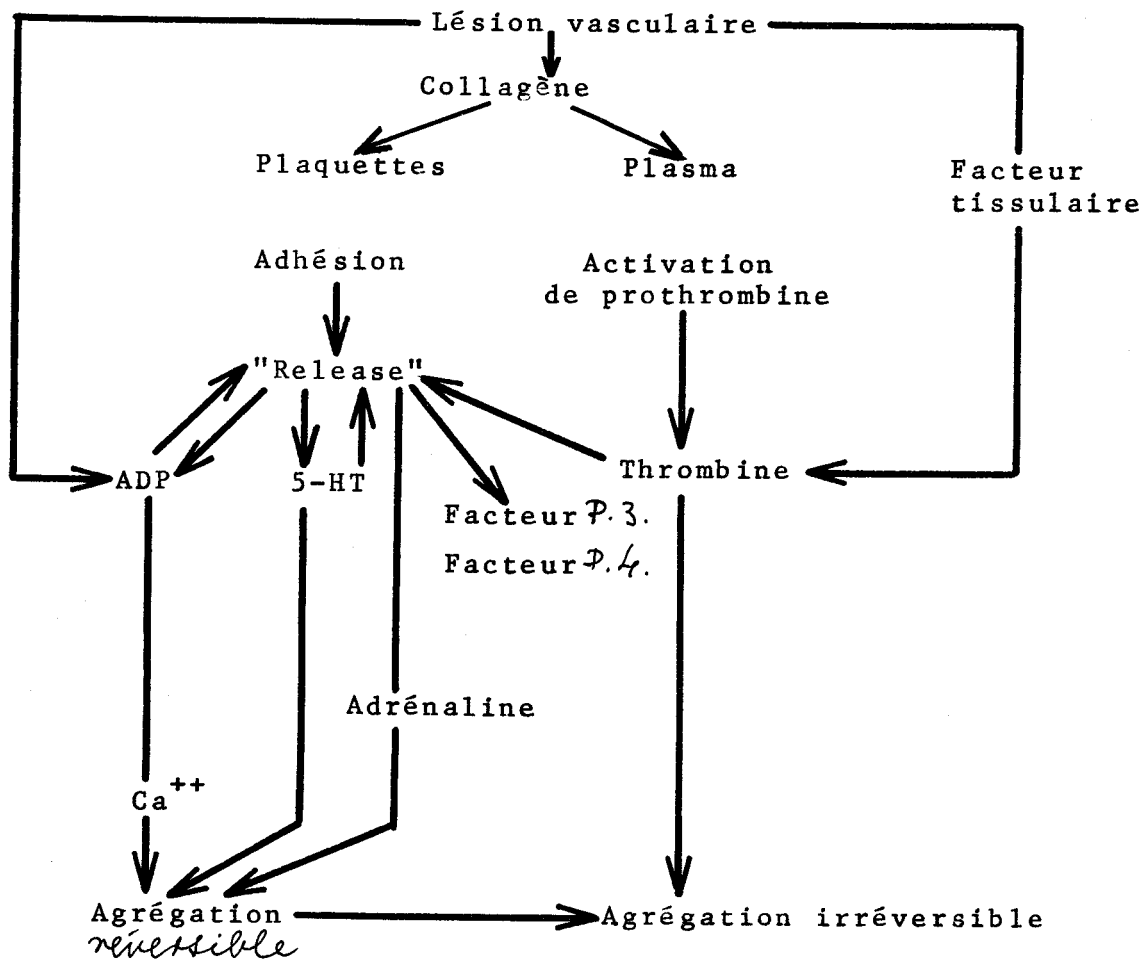 Lésion vasculaire
Collagène
Plaquettes
Plasma
Facteur
tissulaire
Adhésion
Activation
de prothrombine
"Release"
ADP
5-HT
Thrombine
Facteur P.3.
Facteur P.4.
Adrénaline
Ca++
Agrégation
réversible
Agrégation irréversible